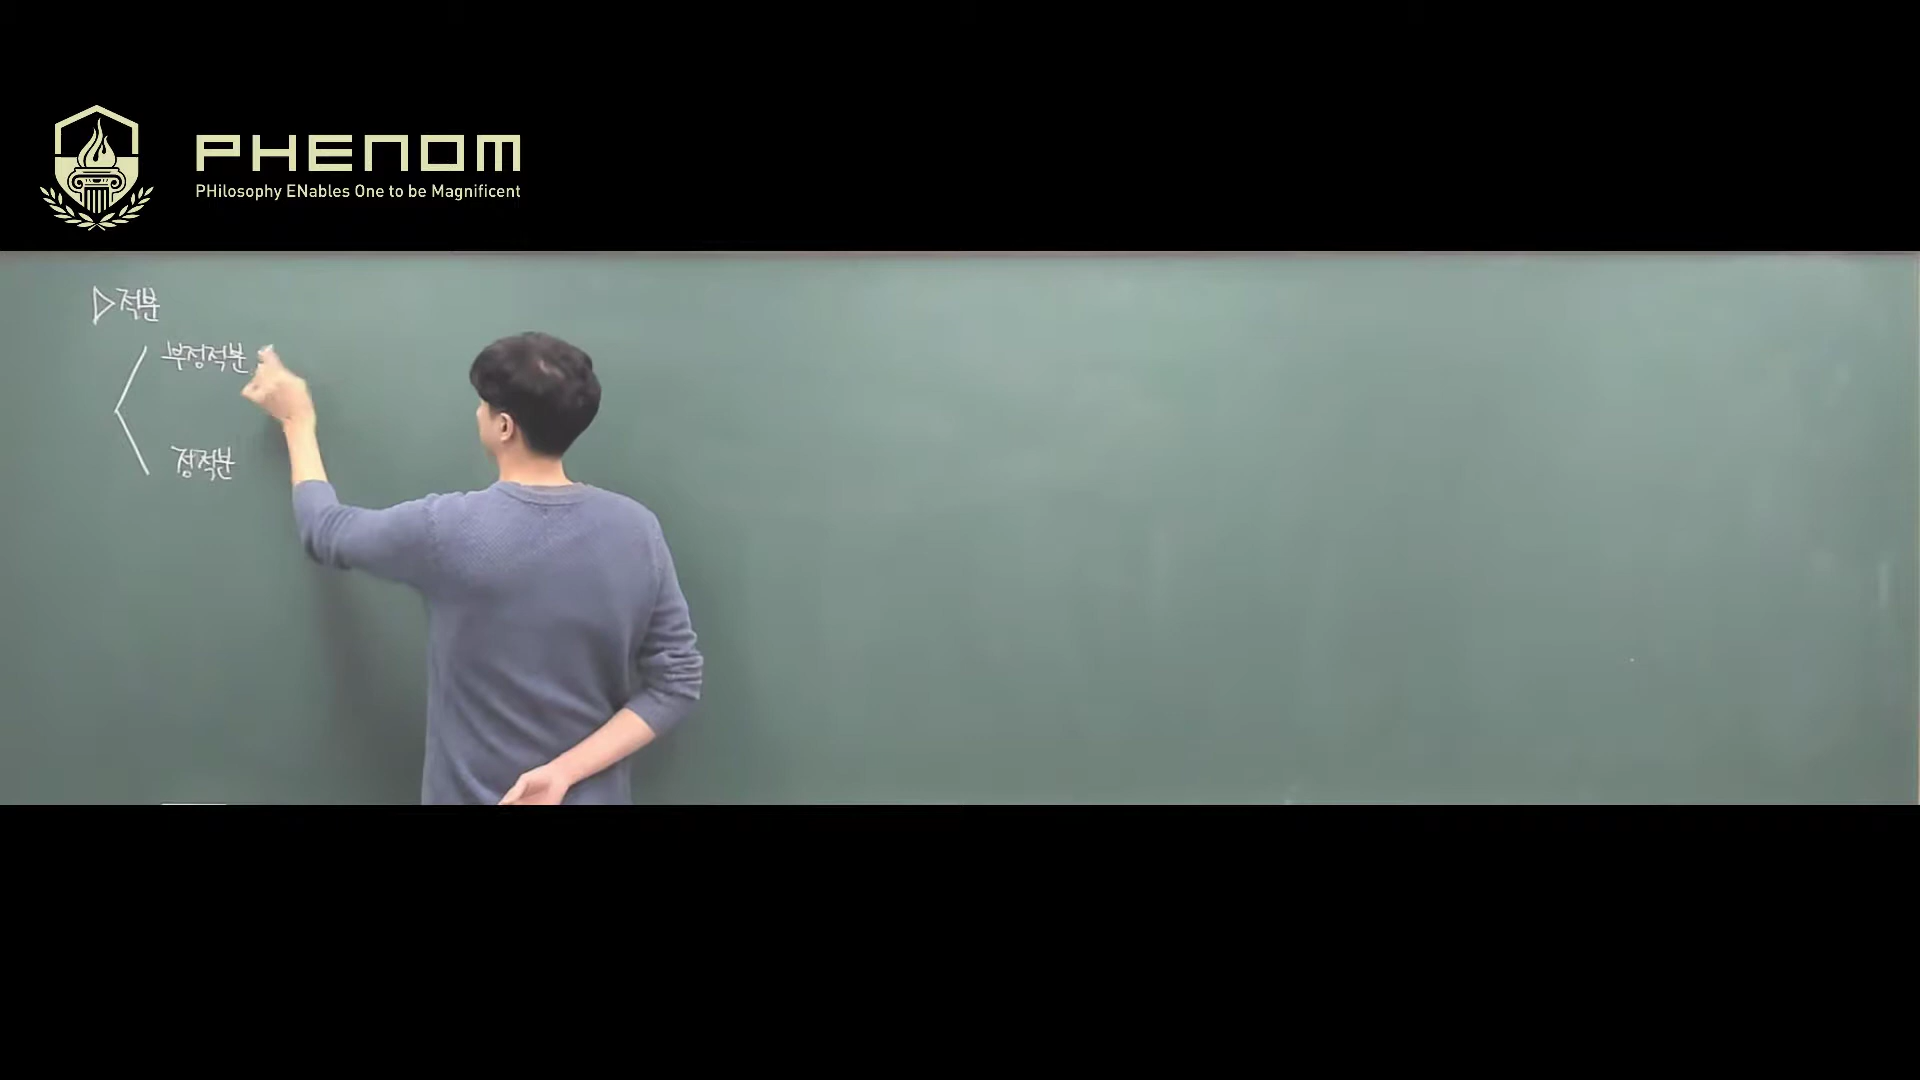 PHENOM
PHilosophy ENables One to be Magnificent
▷적분
부정적분
정적분